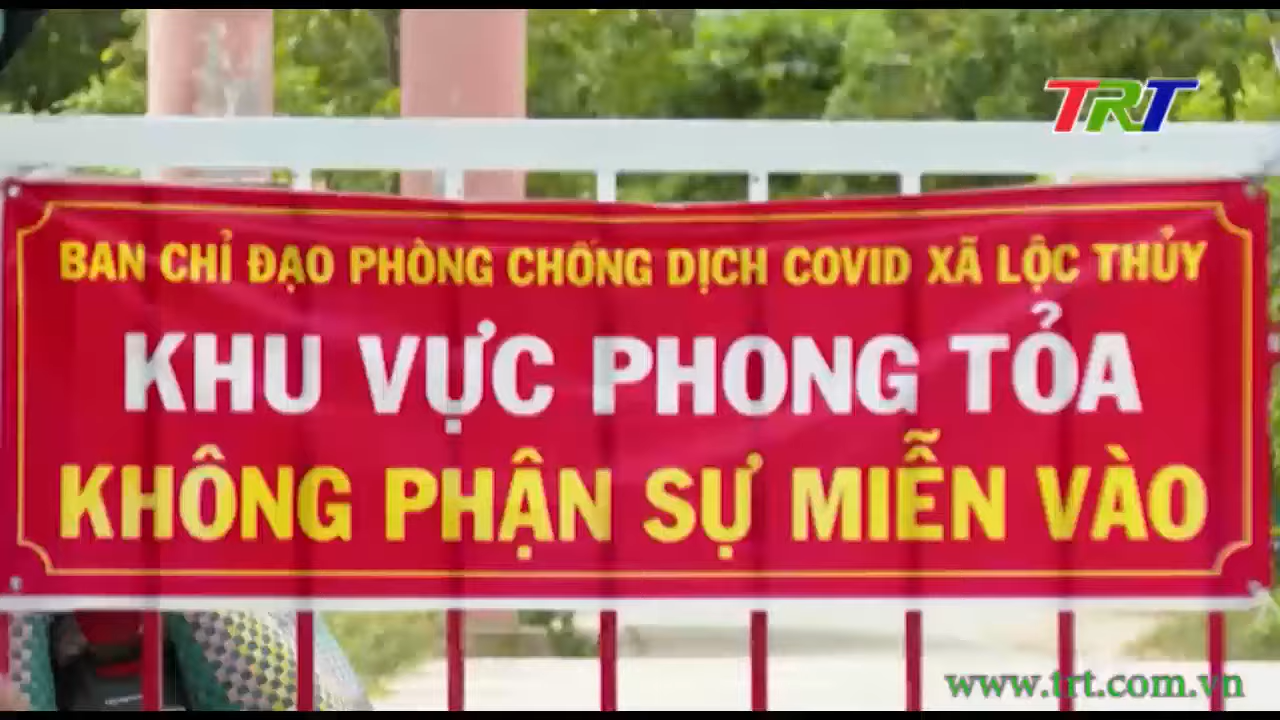 TRT
BAN CHỈ ĐẠO PHÒNG CHỐNG DỊCH COVID XÃ LỘC THỦY
KHU VỰC PHONG TỎA
KHÔNG PHẬN SỰ MIỄN VÀO
www.trt.com.vn